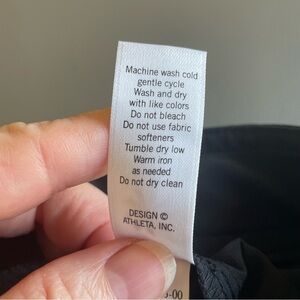 Machine wash cold
gentle cycle
Wash and dry
with like colors
Do not bleach
Do not use fabric
softeners
Tumble dry low
Warm iron
as needed
Do not dry clean
DESIGN ©
ATHLETA, INC.
-00